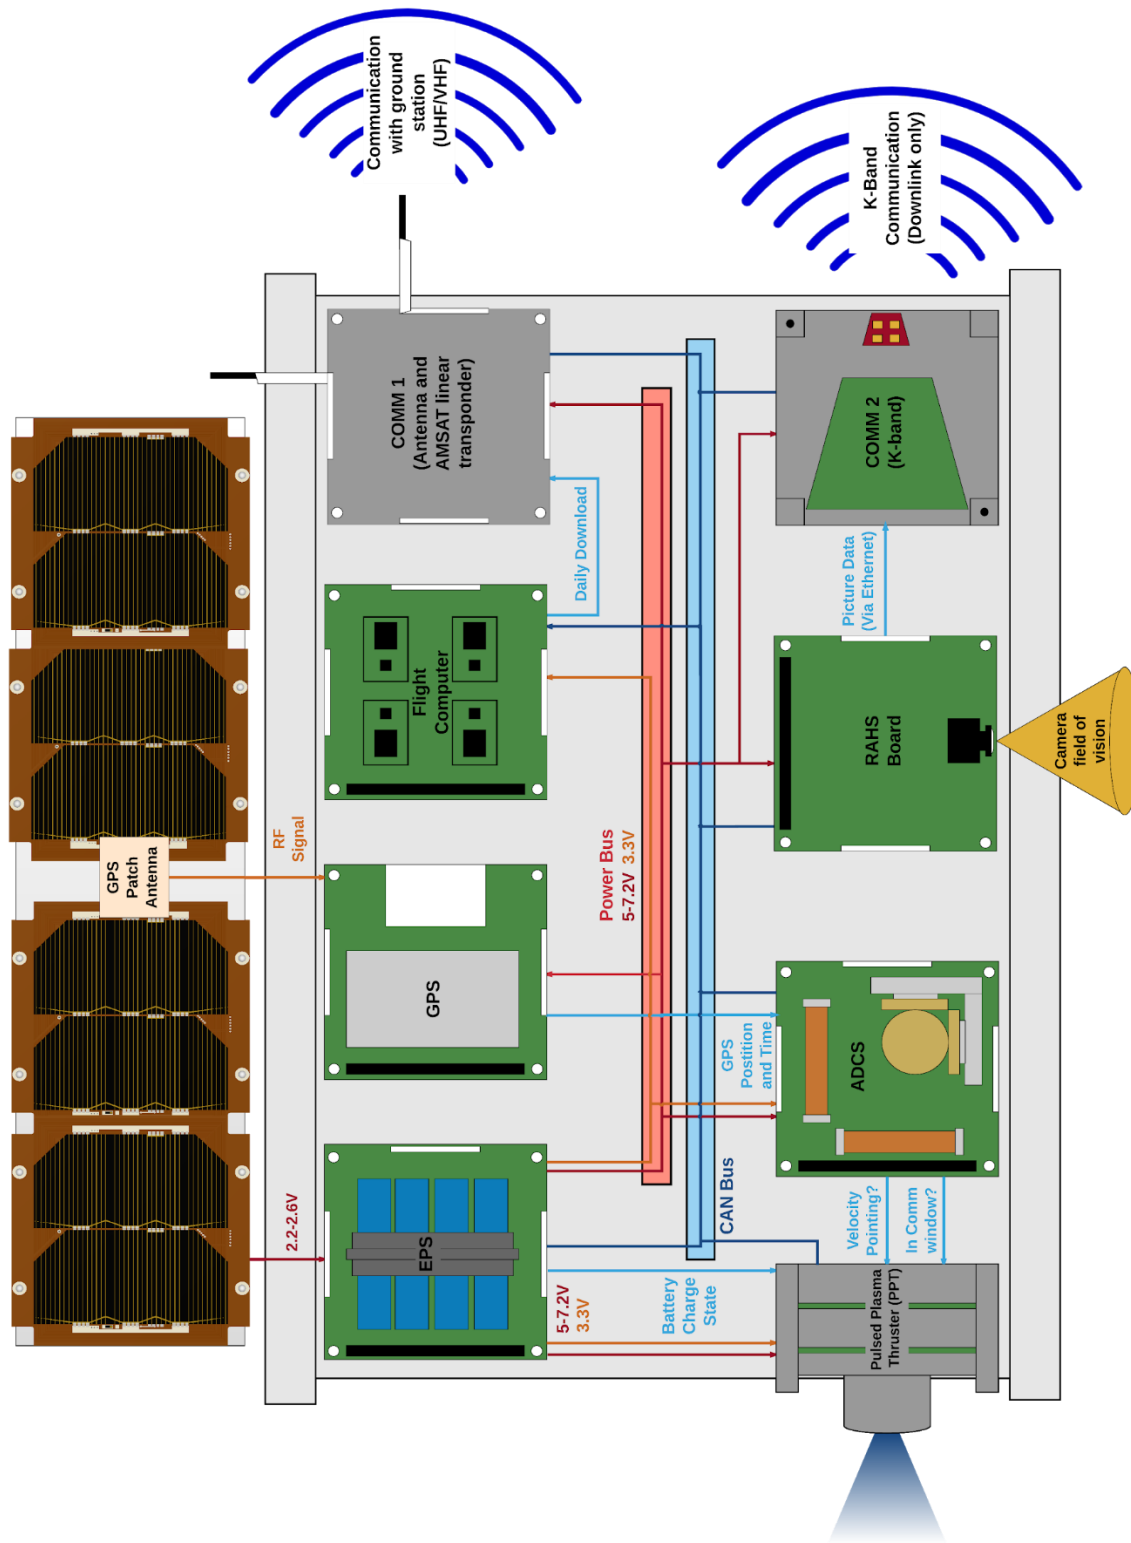 Communication
with ground
station
(UHF/VHF)
K-Band
Communication
(Downlink only)
COMM 1
(Antenna and
AMSAT linear
transponder)
COMM 2
(K-band)
Daily Download
Picture Data
(Via Ethernet)
Flight
Computer
RAHS
Board
Camera
field of
vision
GPS
Patch
Antenna
RF
Signal
Power Bus
5-7.2V 3.3V
GPS
GPS
Postition
and Time
ADCS
CAN Bus
Velocity
Pointing?
In Comm
window?
2.2-2.6V
EPS
5-7.2V
3.3V
Battery
Charge
State
Pulsed Plasma
Thruster (PPT)